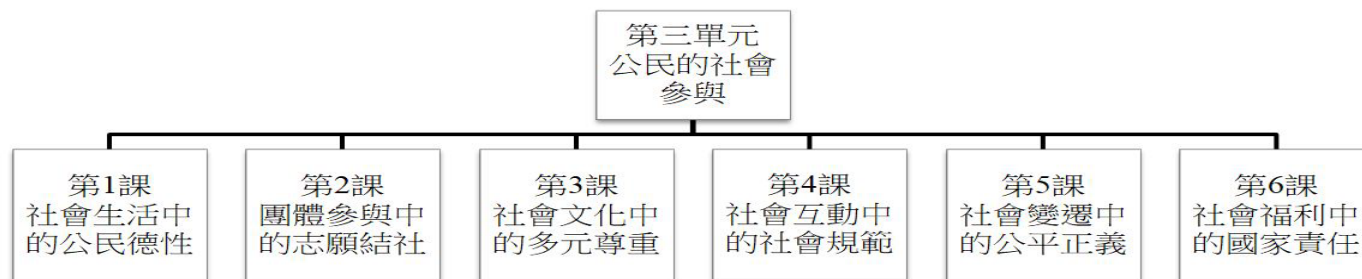 第三單元
公民的社會
參與
第1課
社會生活中
的公民德性
第2課
團體參與中
的志願結社
第3課
社會文化中
的多元尊重
第4課
社會互動中
的社會規範
第5課
社會變遷中
的公平正義
第6課
社會福利中
的國家責任